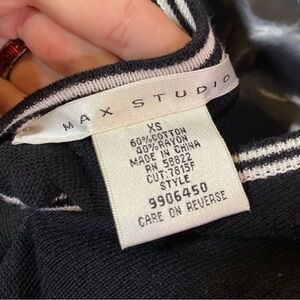 MAX STUDIO
XS
60%COTTON
40%RAYON
MADE IN CHINA
RN 58822
CUT:7815F
STYLE
9906450
CARE ON REVERSE